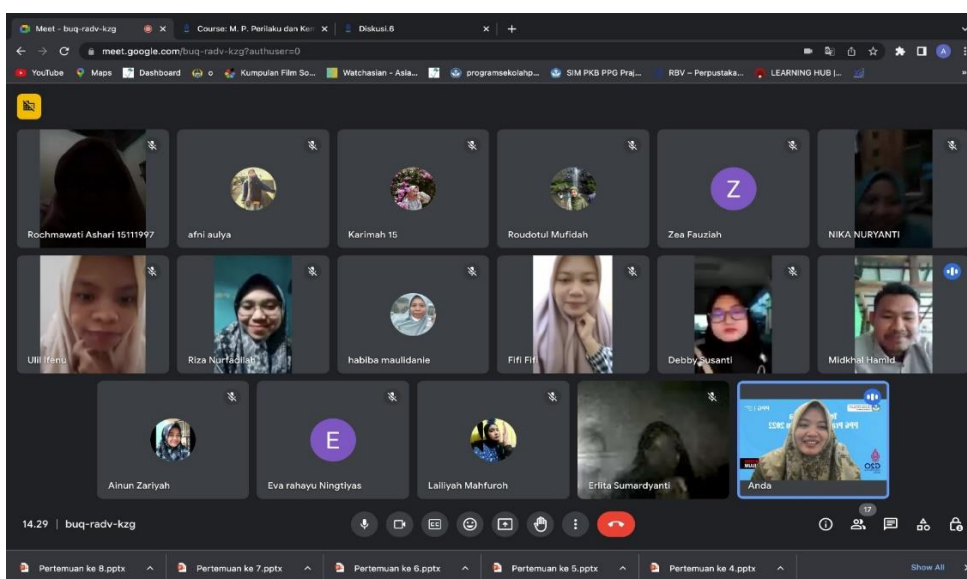 Meet - buq-radv-kzg
Course: M. P. Perilaku dan Kem
Diskusi.6
meet.google.com/buq-radv-kzg?authuser=0
YouTube
Maps
Dashboard
o
Kumpulan Film So...
Watchasian - Asia...
programsekolahp...
SIM PKB PPG Praj...
RBV – Perpustaka...
LEARNING HUB |...
Rochmawati Ashari 15111997
afni aulya
Karimah 15
Roudotul Mufidah
Z
Zea Fauziah
NIKA NURYANTI
Ulil Ifenu
Riza Nurfadilah
habiba maulidanie
Fifi Fifi
Debby Susanti
Midkhal Hamid
Ainun Zariyah
E
Eva rahayu Ningtiyas
Lailiyah Mahfuroh
Erlita Sumardyanti
Anda
14.29 | buq-radv-kzg
CC
17
Pertemuan ke 8.pptx
Pertemuan ke 7.pptx
Pertemuan ke 6.pptx
Pertemuan ke 5.pptx
Pertemuan ke 4.pptx
Show All